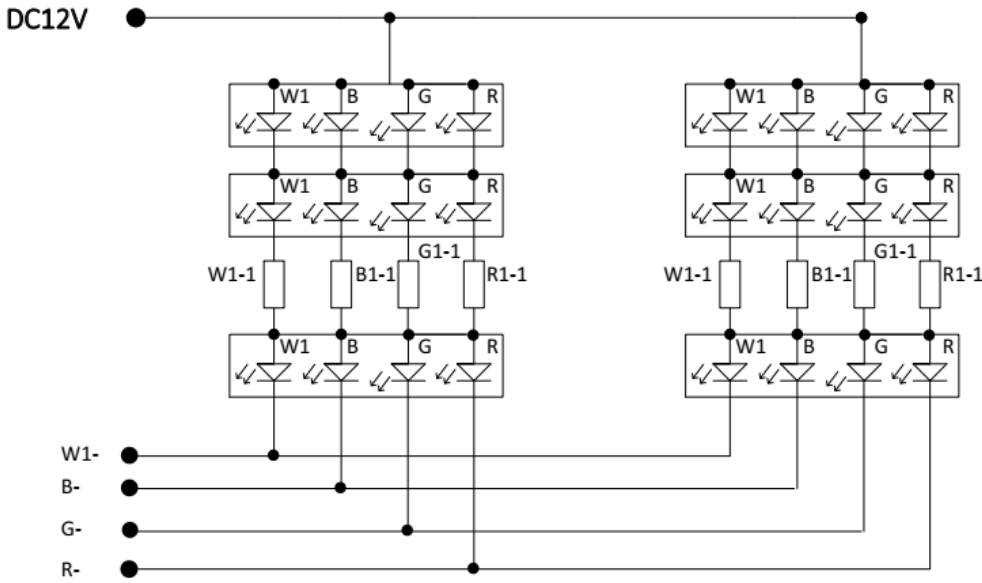 DC12V
W1 B G R W1 B G R
W1 B G R W1 B G R
W1-1 B1-1 G1-1 R1-1 W1-1 B1-1 G1-1 R1-1
W1 B G R W1 B G R
W1-
B-
G-
R-